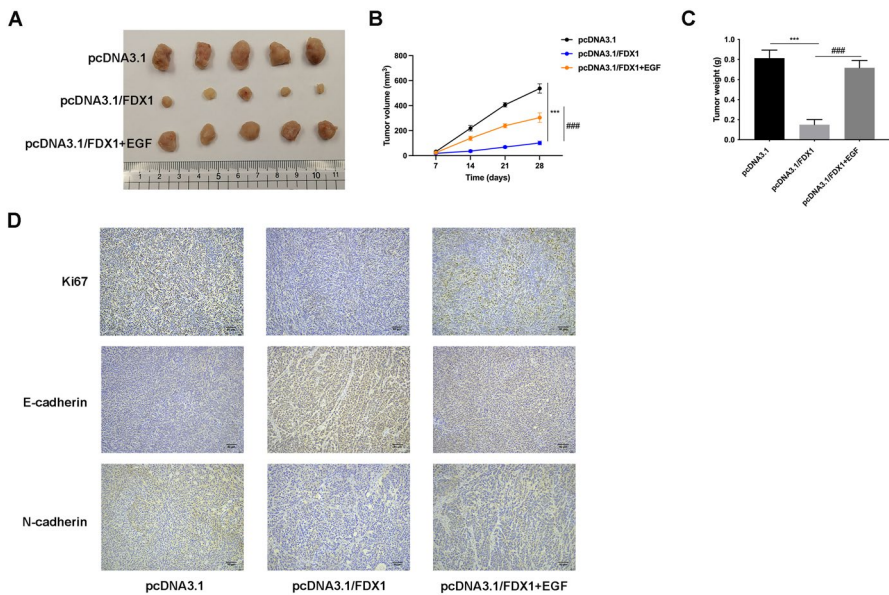 A
pcDNA3.1
pcDNA3.1/FDX1
pcDNA3.1/FDX1+EGF
1 2 3 4 5 6 7 8 9 10 11
B
pcDNA3.1
pcDNA3.1/FDX1
pcDNA3.1/FDX1+EGF
Tumor volume (mm³)
800
600
400
200
0
7 14 21 28
Time (days)
***
###
C
Tumor weight (g)
1.0
0.8
0.6
0.4
0.2
0.0
***
###
pcDNA3.1
pcDNA3.1/FDX1
pcDNA3.1/FDX1+EGF
D
Ki67
E-cadherin
N-cadherin
pcDNA3.1
pcDNA3.1/FDX1
pcDNA3.1/FDX1+EGF